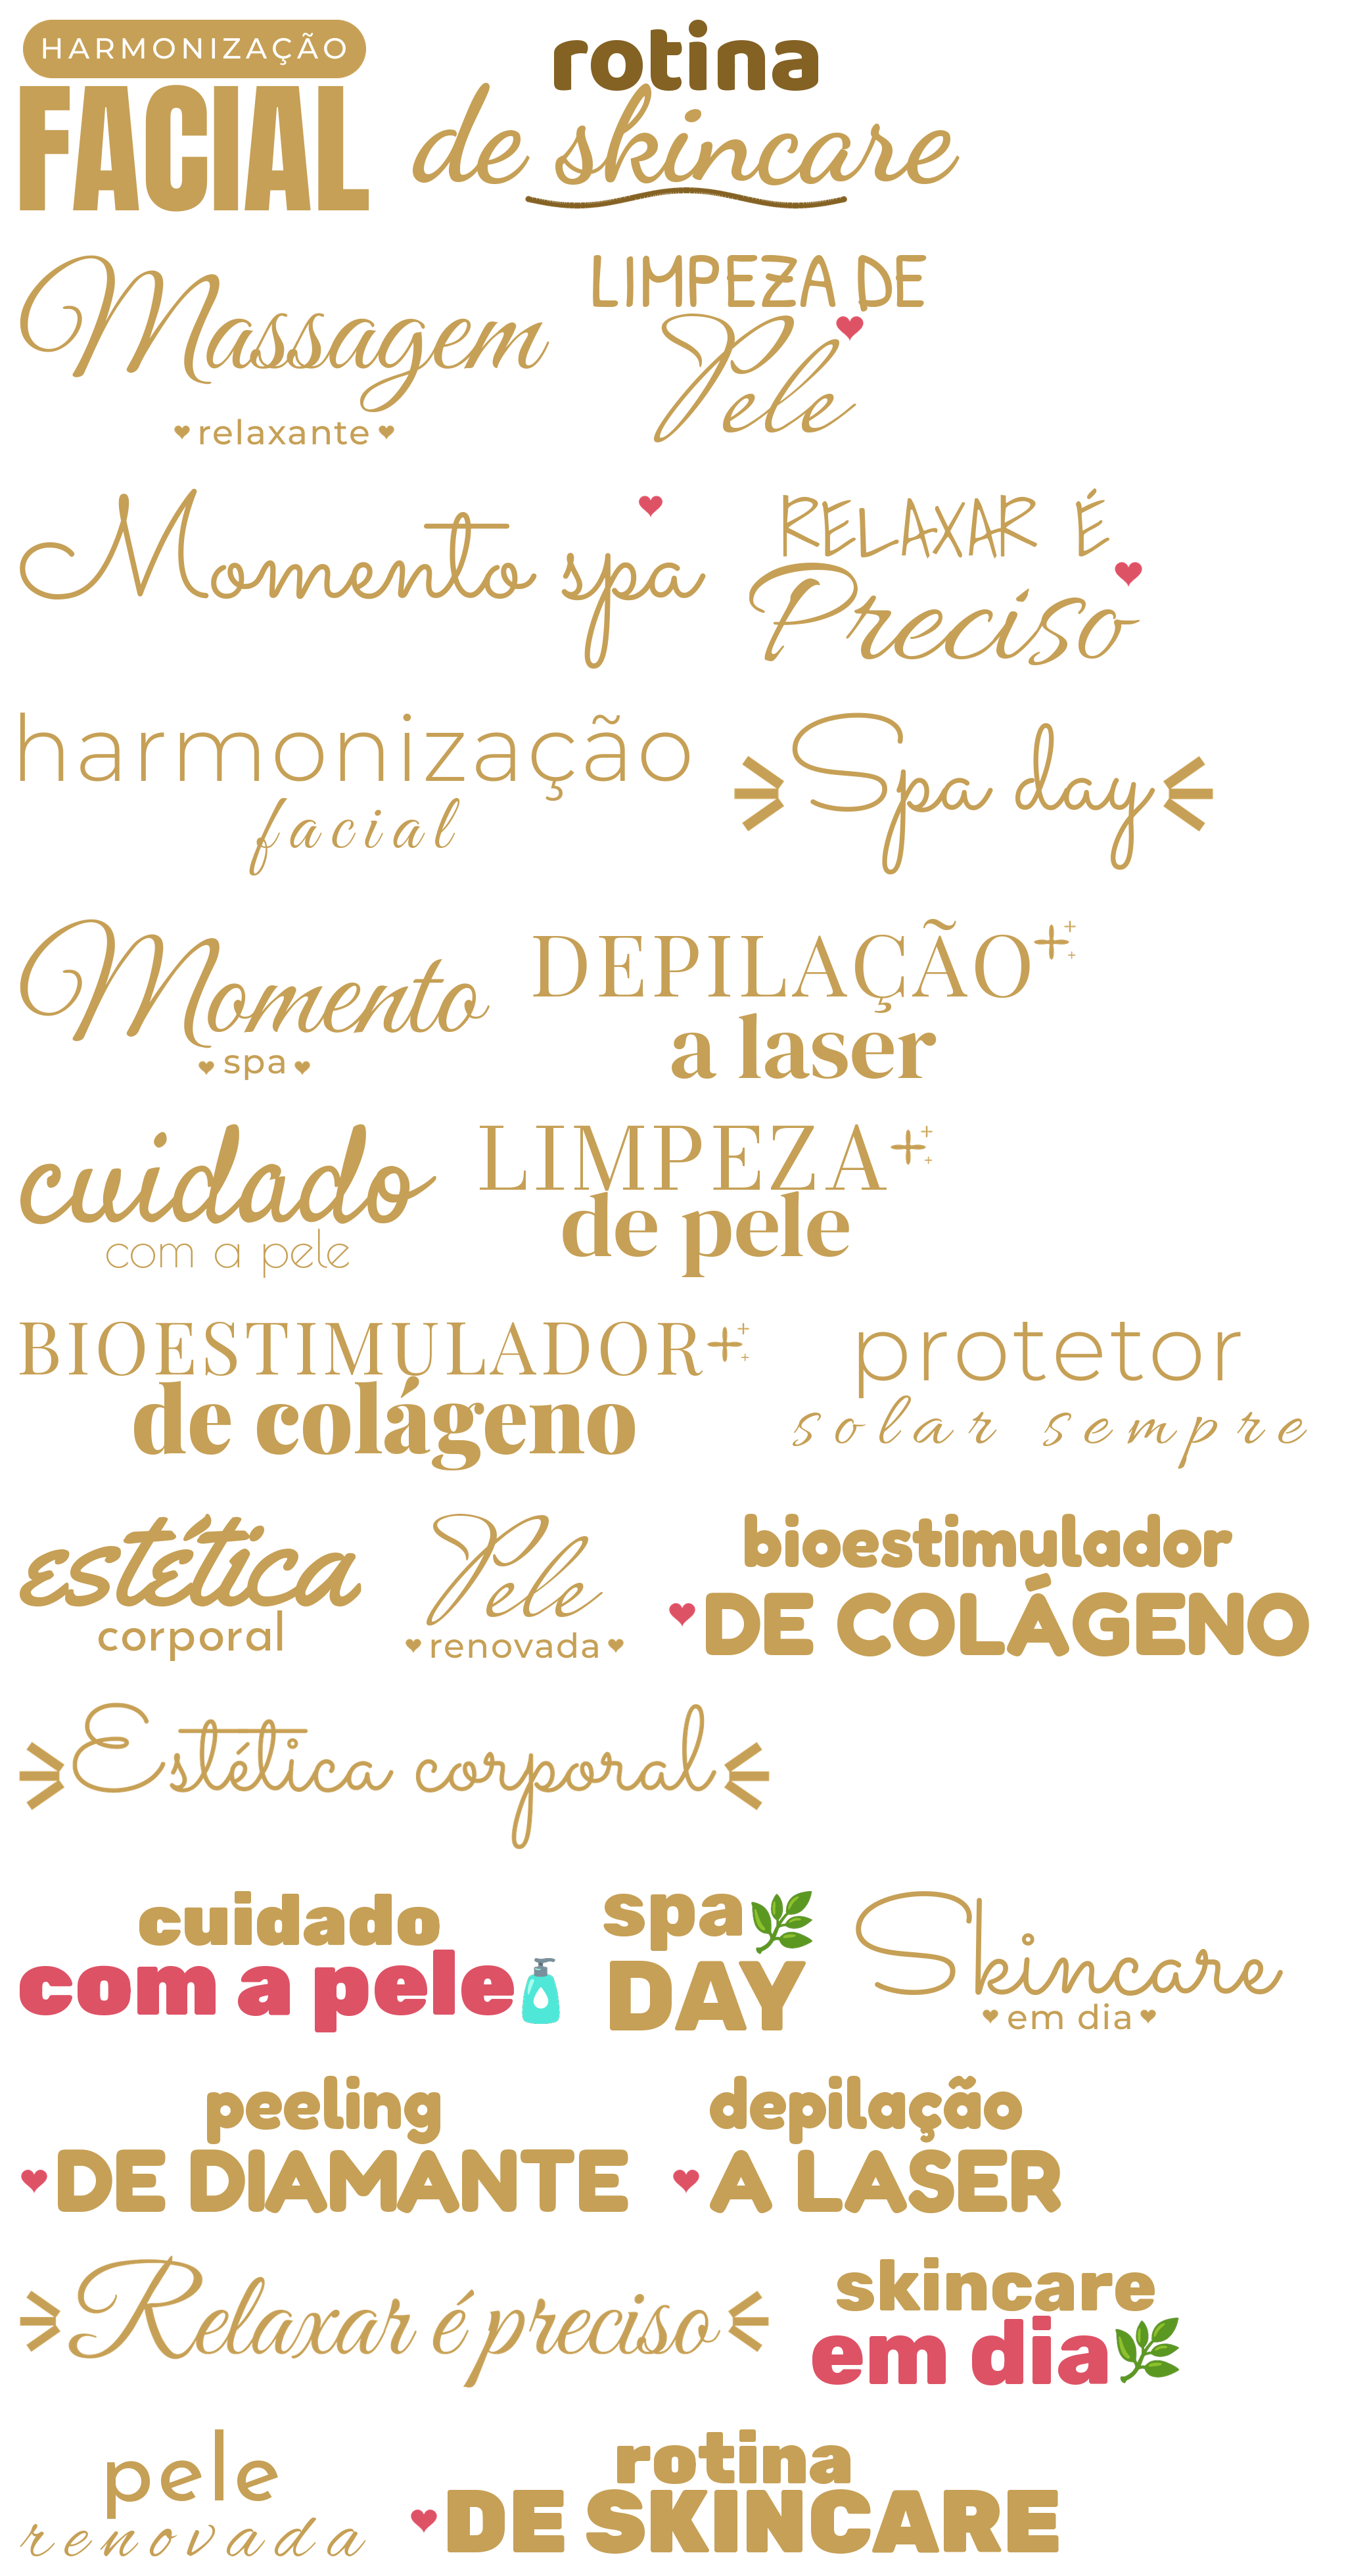 HARMONIZAÇÃO
FACIAL
rotina
de skincare
Massagem
relaxante
LIMPEZA DE
Pele
Momento spa
RELAXAR É
Preciso
harmonização
facial
Spa day
Momento
spa
DEPILAÇÃO
a laser
cuidado
com a pele
LIMPEZA
de pele
BIOESTIMULADOR
de colágeno
protetor
solar sempre
estética
corporal
Pele
renovada
bioestimulador
DE COLÁGENO
Estética corporal
cuidado
com a pele
spa
DAY
Skincare
em dia
peeling
DE DIAMANTE
depilação
A LASER
Relaxar é preciso
skincare
em dia
pele
renovada
rotina
DE SKINCARE